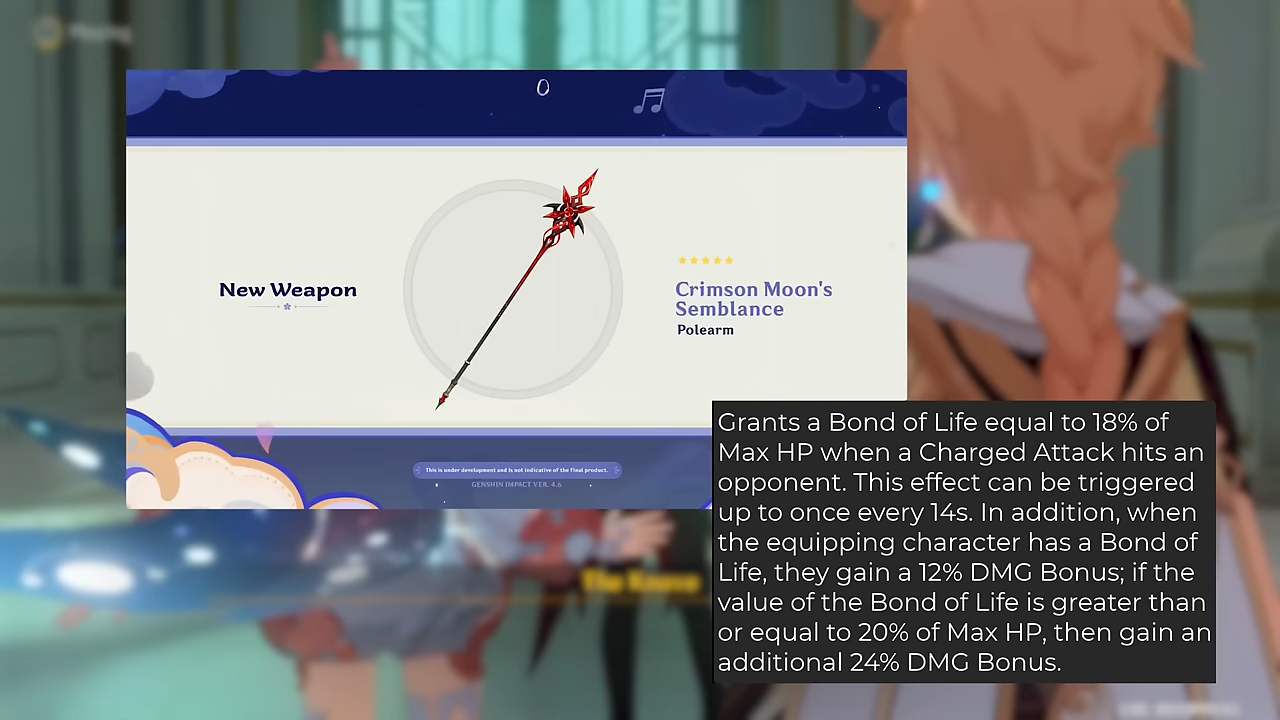 New Weapon
Crimson Moon's
Semblance
Polearm
This is under development and is not indicative of the final product.
GENSHIN IMPACT VER. 4.6
Grants a Bond of Life equal to 18% of
Max HP when a Charged Attack hits an
opponent. This effect can be triggered
up to once every 14s. In addition, when
the equipping character has a Bond of
Life, they gain a 12% DMG Bonus; if the
value of the Bond of Life is greater than
or equal to 20% of Max HP, then gain an
additional 24% DMG Bonus.
The Knave